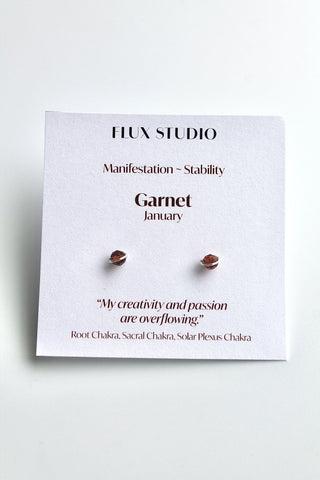 FLUX STUDIO
Manifestation ~ Stability
Garnet
January
"My creativity and passion
are overflowing."
Root Chakra, Sacral Chakra, Solar Plexus Chakra